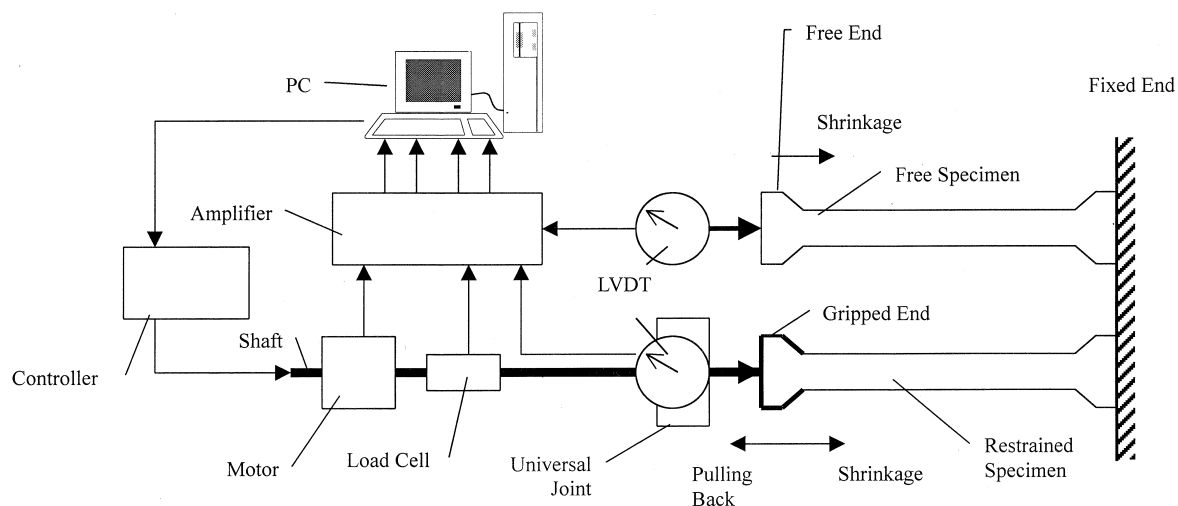 Free End
PC
Fixed End
Shrinkage
Free Specimen
Amplifier
LVDT
Gripped End
Shaft
Controller
Motor
Load Cell
Universal
Joint
Pulling
Back
Shrinkage
Restrained
Specimen